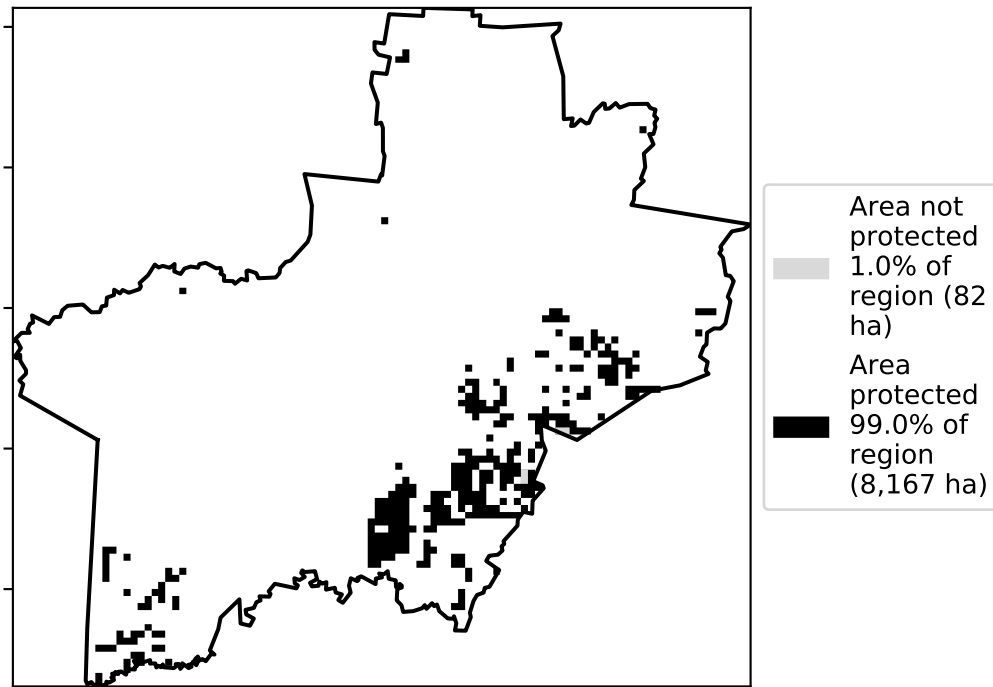 Area not
protected
1.0% of
region (82
ha)
Area
protected
99.0% of
region
(8,167 ha)